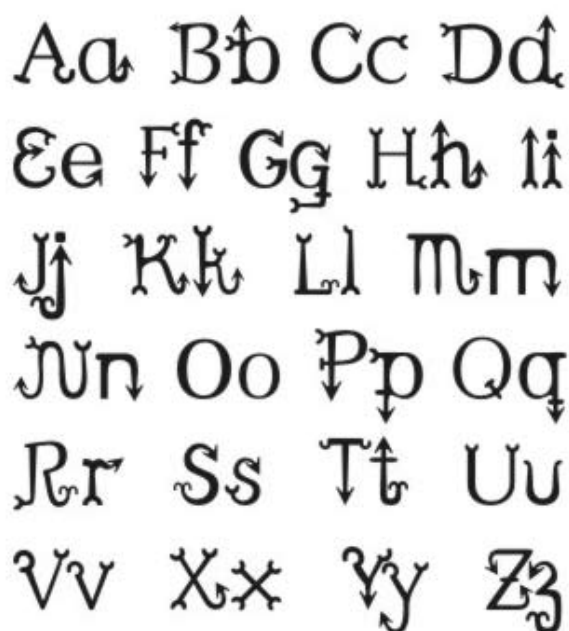 Aa Bb Cc Dd
Ee Ff Gg Hh Ii
Jj Kk Ll Mm
Nn Oo Pp Qq
Rr Ss Tt Uu
Vv Xx Yy Zz